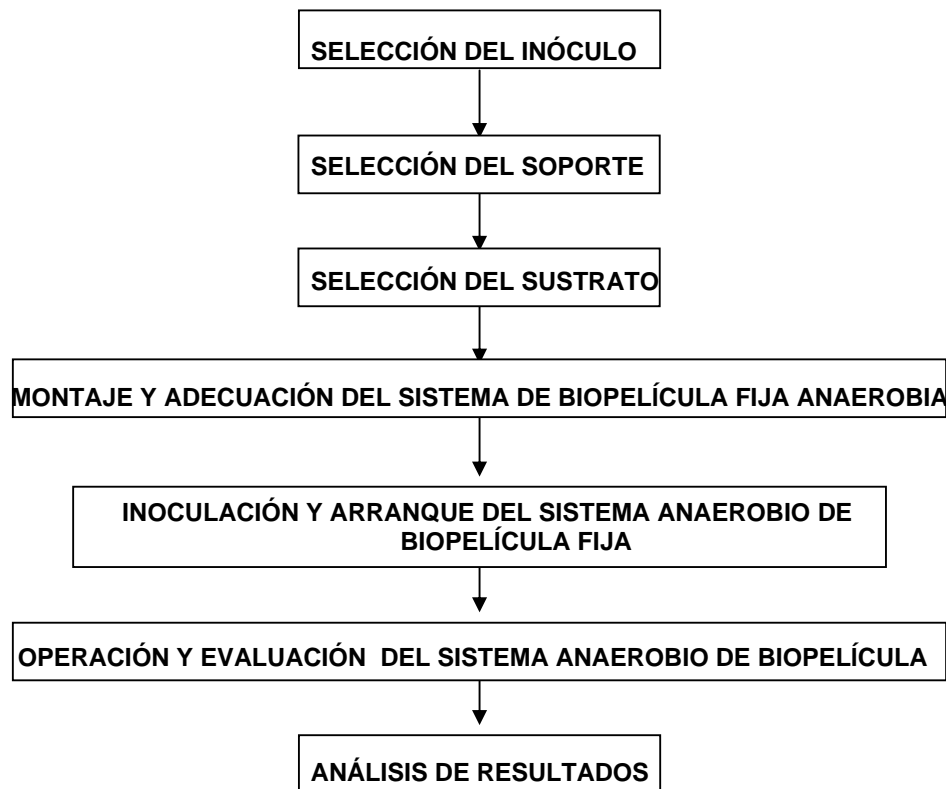 SELECCIÓN DEL INÓCULO
SELECCIÓN DEL SOPORTE
SELECCIÓN DEL SUSTRATO
MONTAJE Y ADECUACIÓN DEL SISTEMA DE BIOPELÍCULA FIJA ANAEROBIA
INOCULACIÓN Y ARRANQUE DEL SISTEMA ANAEROBIO DE
BIOPELÍCULA FIJA
OPERACIÓN Y EVALUACIÓN DEL SISTEMA ANAEROBIO DE BIOPELÍCULA
ANÁLISIS DE RESULTADOS